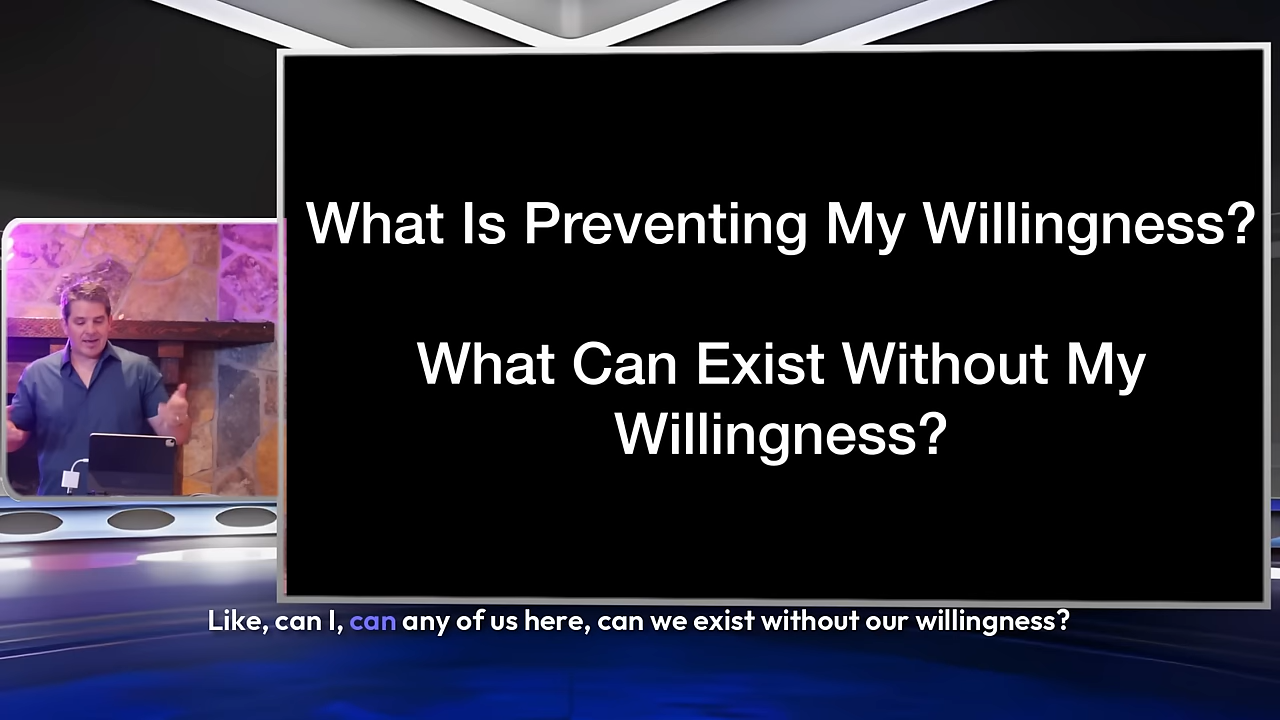 What Is Preventing My Willingness?
What Can Exist Without My
Willingness?
Like, can I, can any of us here, can we exist without our willingness?